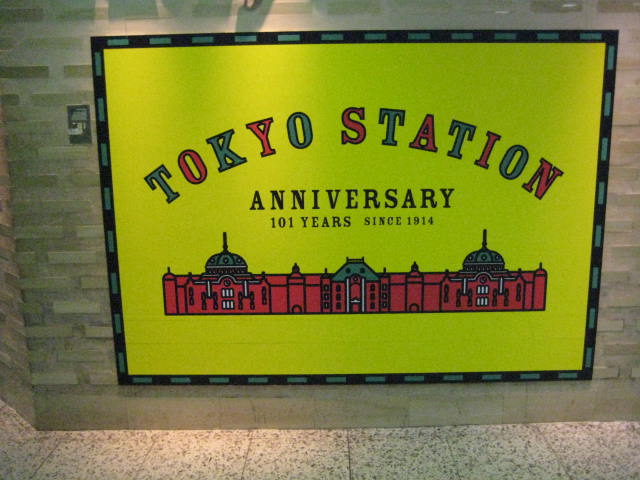 TOKYO STATION
ANNIVERSARY
101 YEARS SINCE 1914